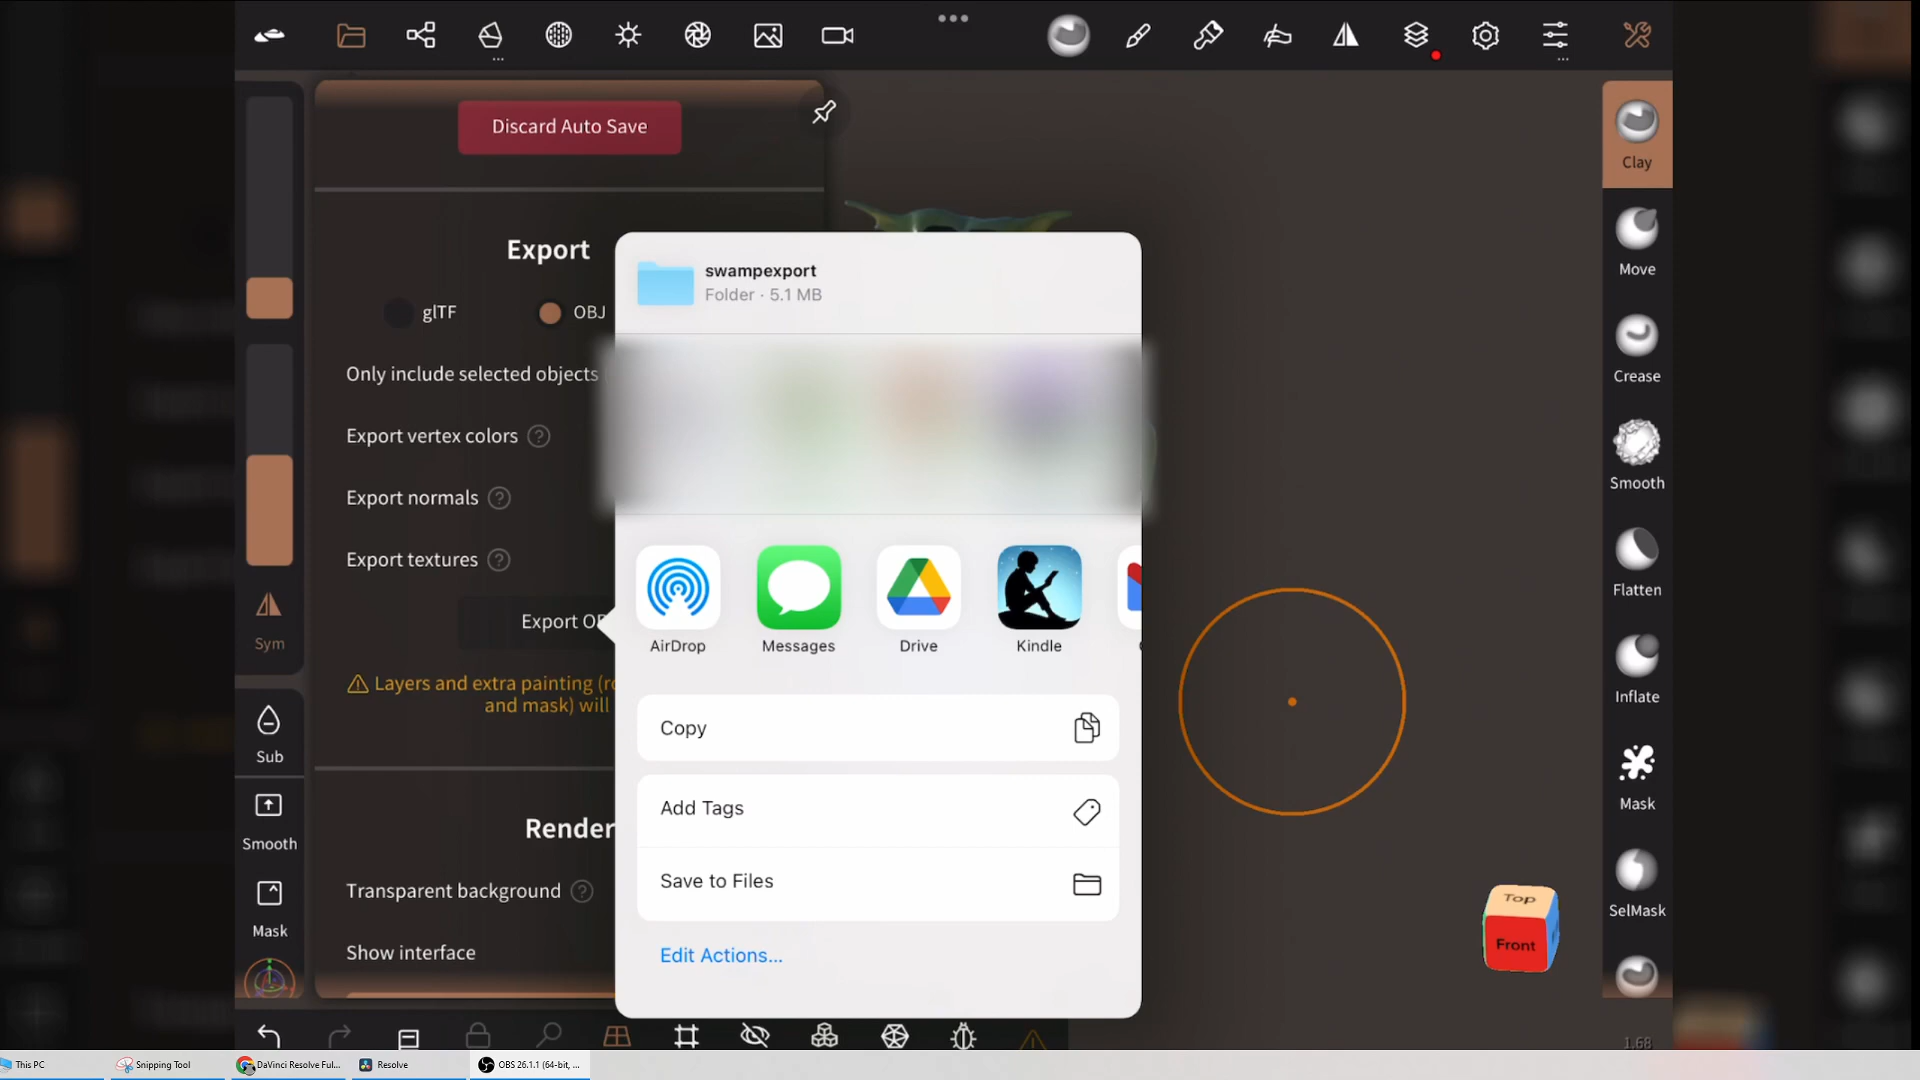 Discard Auto Save
Export
glTF
OBJ
Only include selected objects
Export vertex colors ?
Export normals ?
Export textures ?
Export O
Layers and extra painting (
and mask) will
Render
Transparent background ?
Show interface
Sym
Sub
Smooth
Mask
swampexport
Folder · 5.1 MB
AirDrop
Messages
Drive
Kindle
Copy
Add Tags
Save to Files
Edit Actions...
Clay
Move
Crease
Smooth
Flatten
Inflate
Mask
SelMask
Top
Front
1.68
This PC
Snipping Tool
DaVinci Resolve Ful...
Resolve
OBS 26.1.1 (64-bit, ...